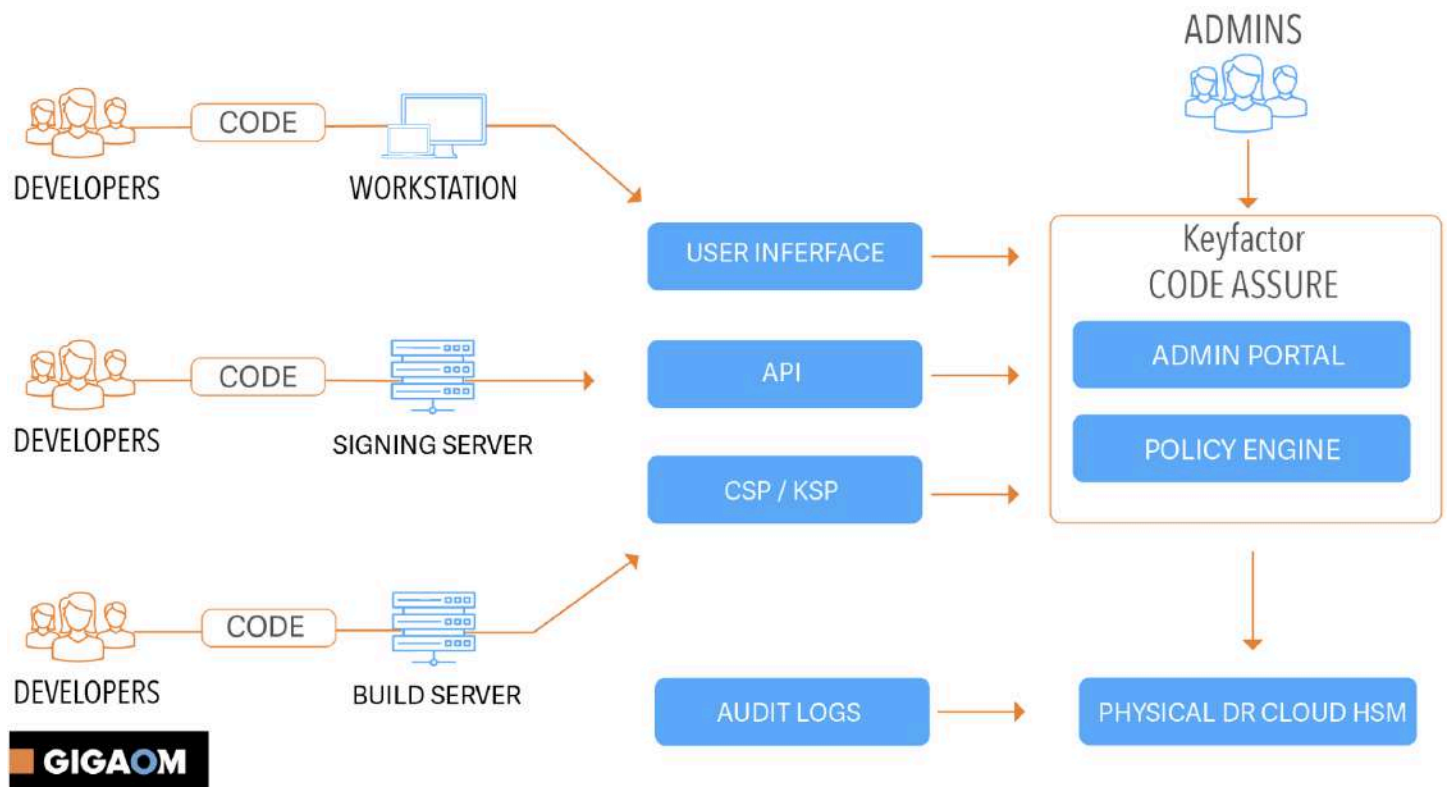 ADMINS
CODE
DEVELOPERS
WORKSTATION
USER INFERFACE
Keyfactor
CODE ASSURE
ADMIN PORTAL
CODE
API
DEVELOPERS
SIGNING SERVER
POLICY ENGINE
CSP / KSP
CODE
DEVELOPERS
BUILD SERVER
AUDIT LOGS
PHYSICAL DR CLOUD HSM
GIGAOM